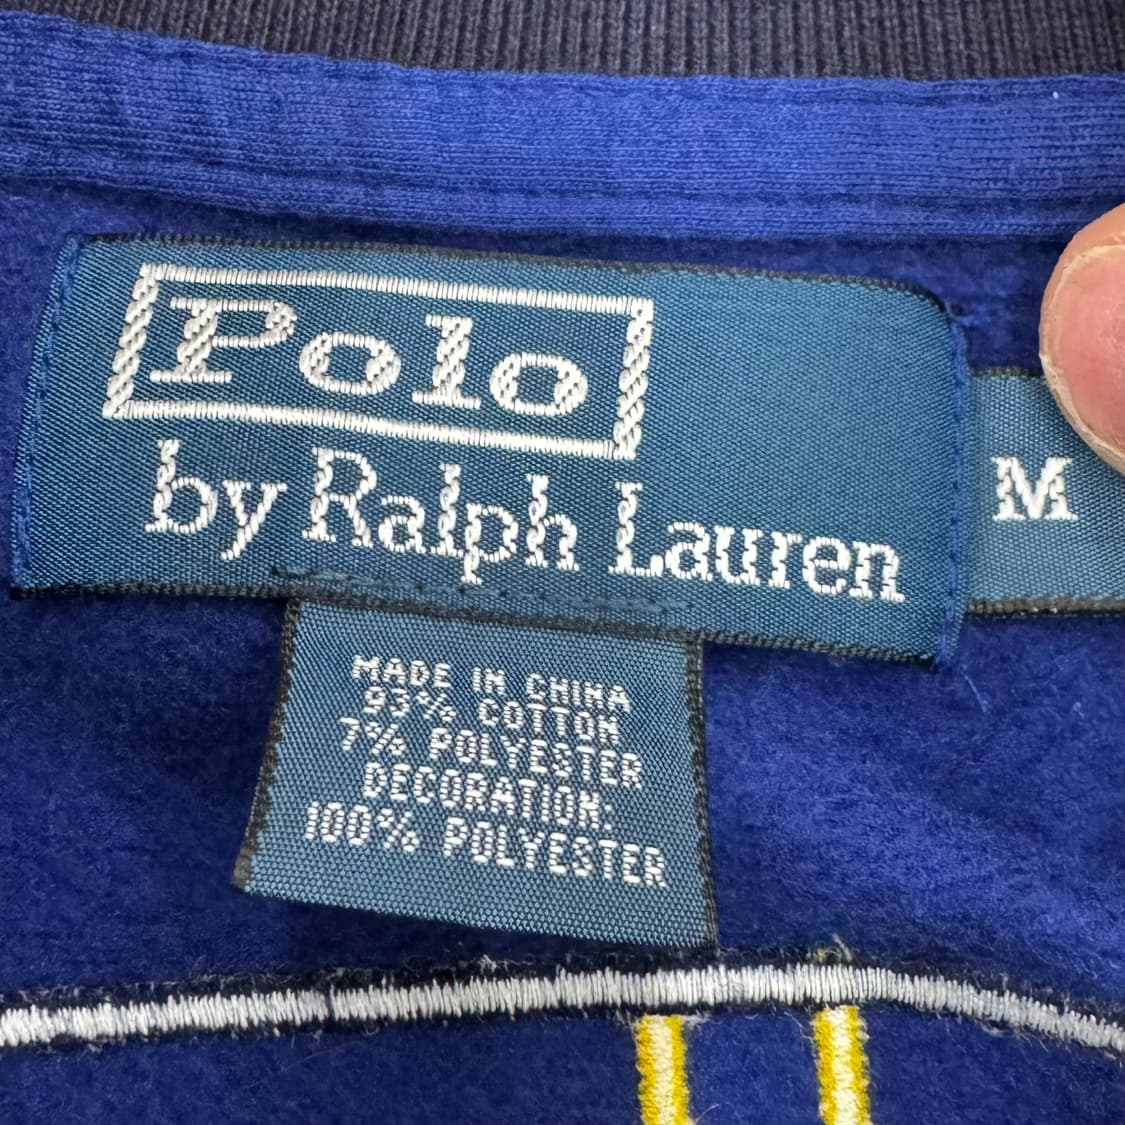 Polo
by Ralph Lauren
M
MADE IN CHINA
93% COTTON
7% POLYESTER
DECORATION:
100% POLYESTER